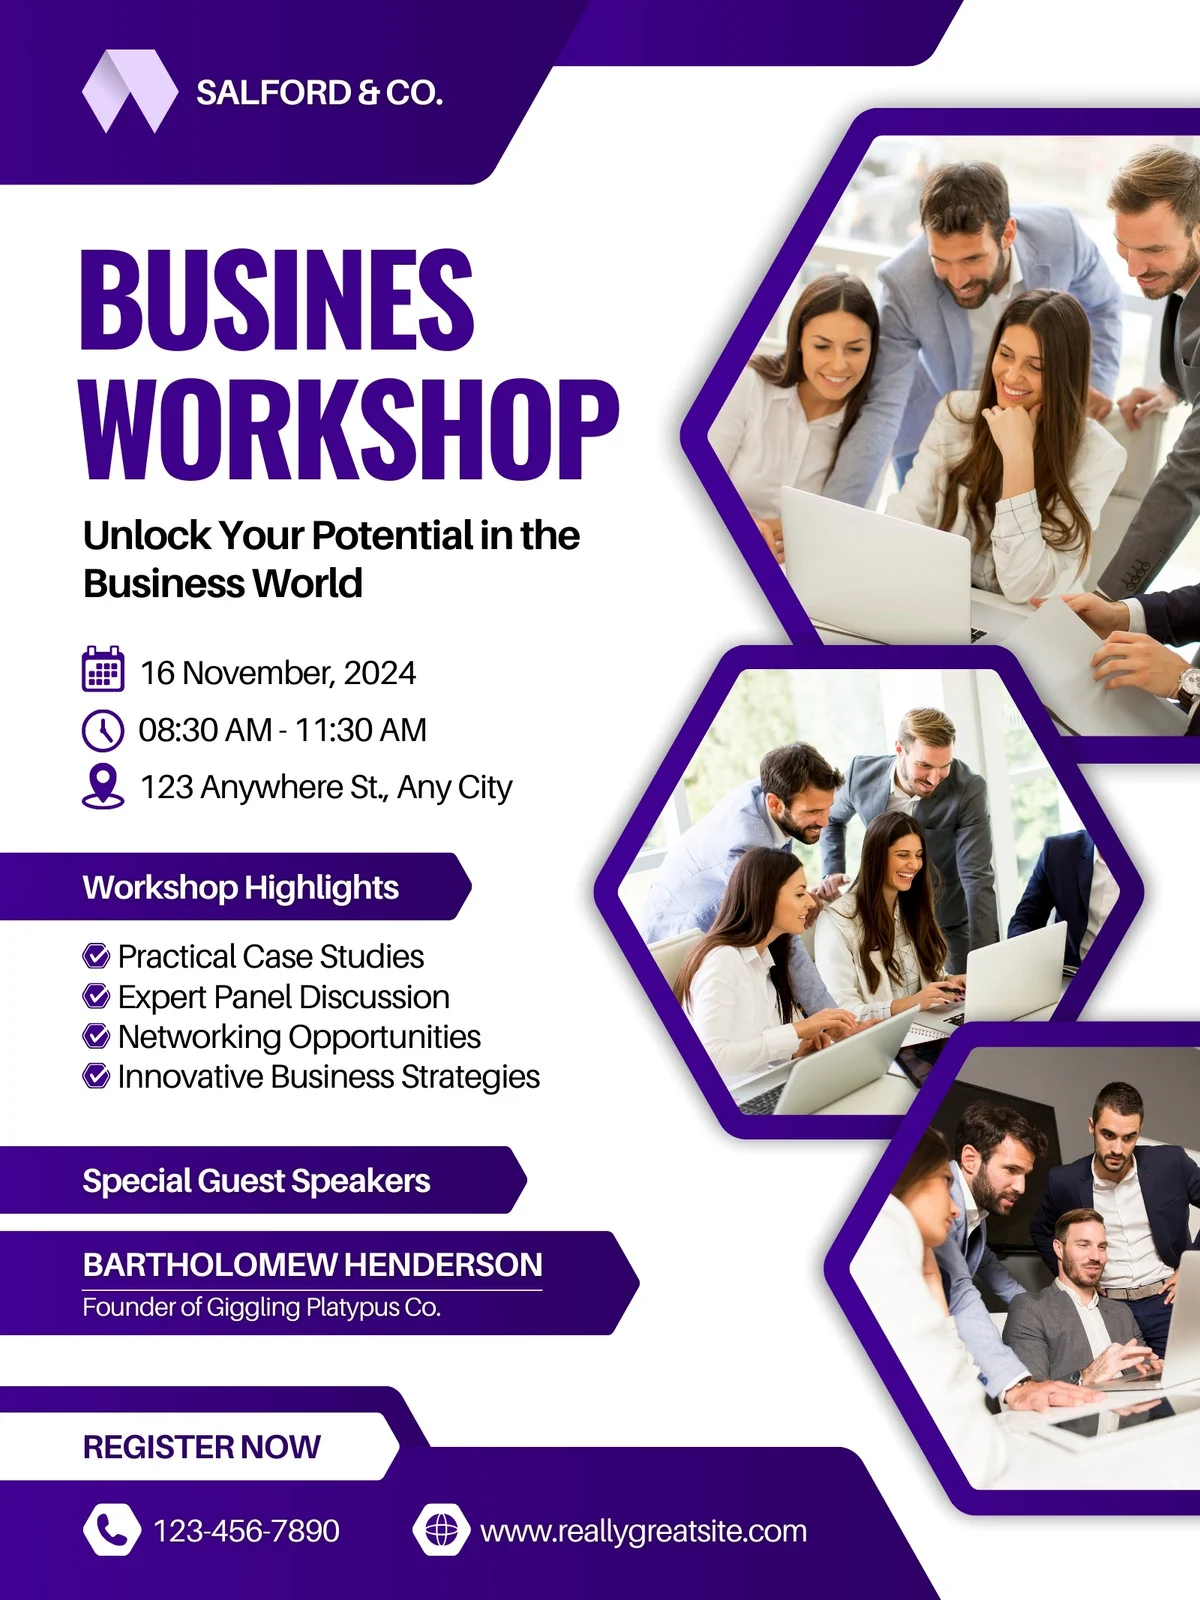 SALFORD & CO.
BUSINES
WORKSHOP
Unlock Your Potential in the
Business World
16 November, 2024
08:30 AM - 11:30 AM
123 Anywhere St., Any City
Workshop Highlights
Practical Case Studies
Expert Panel Discussion
Networking Opportunities
Innovative Business Strategies
Special Guest Speakers
BARTHOLOMEW HENDERSON
Founder of Giggling Platypus Co.
REGISTER NOW
123-456-7890
www.reallygreatsite.com